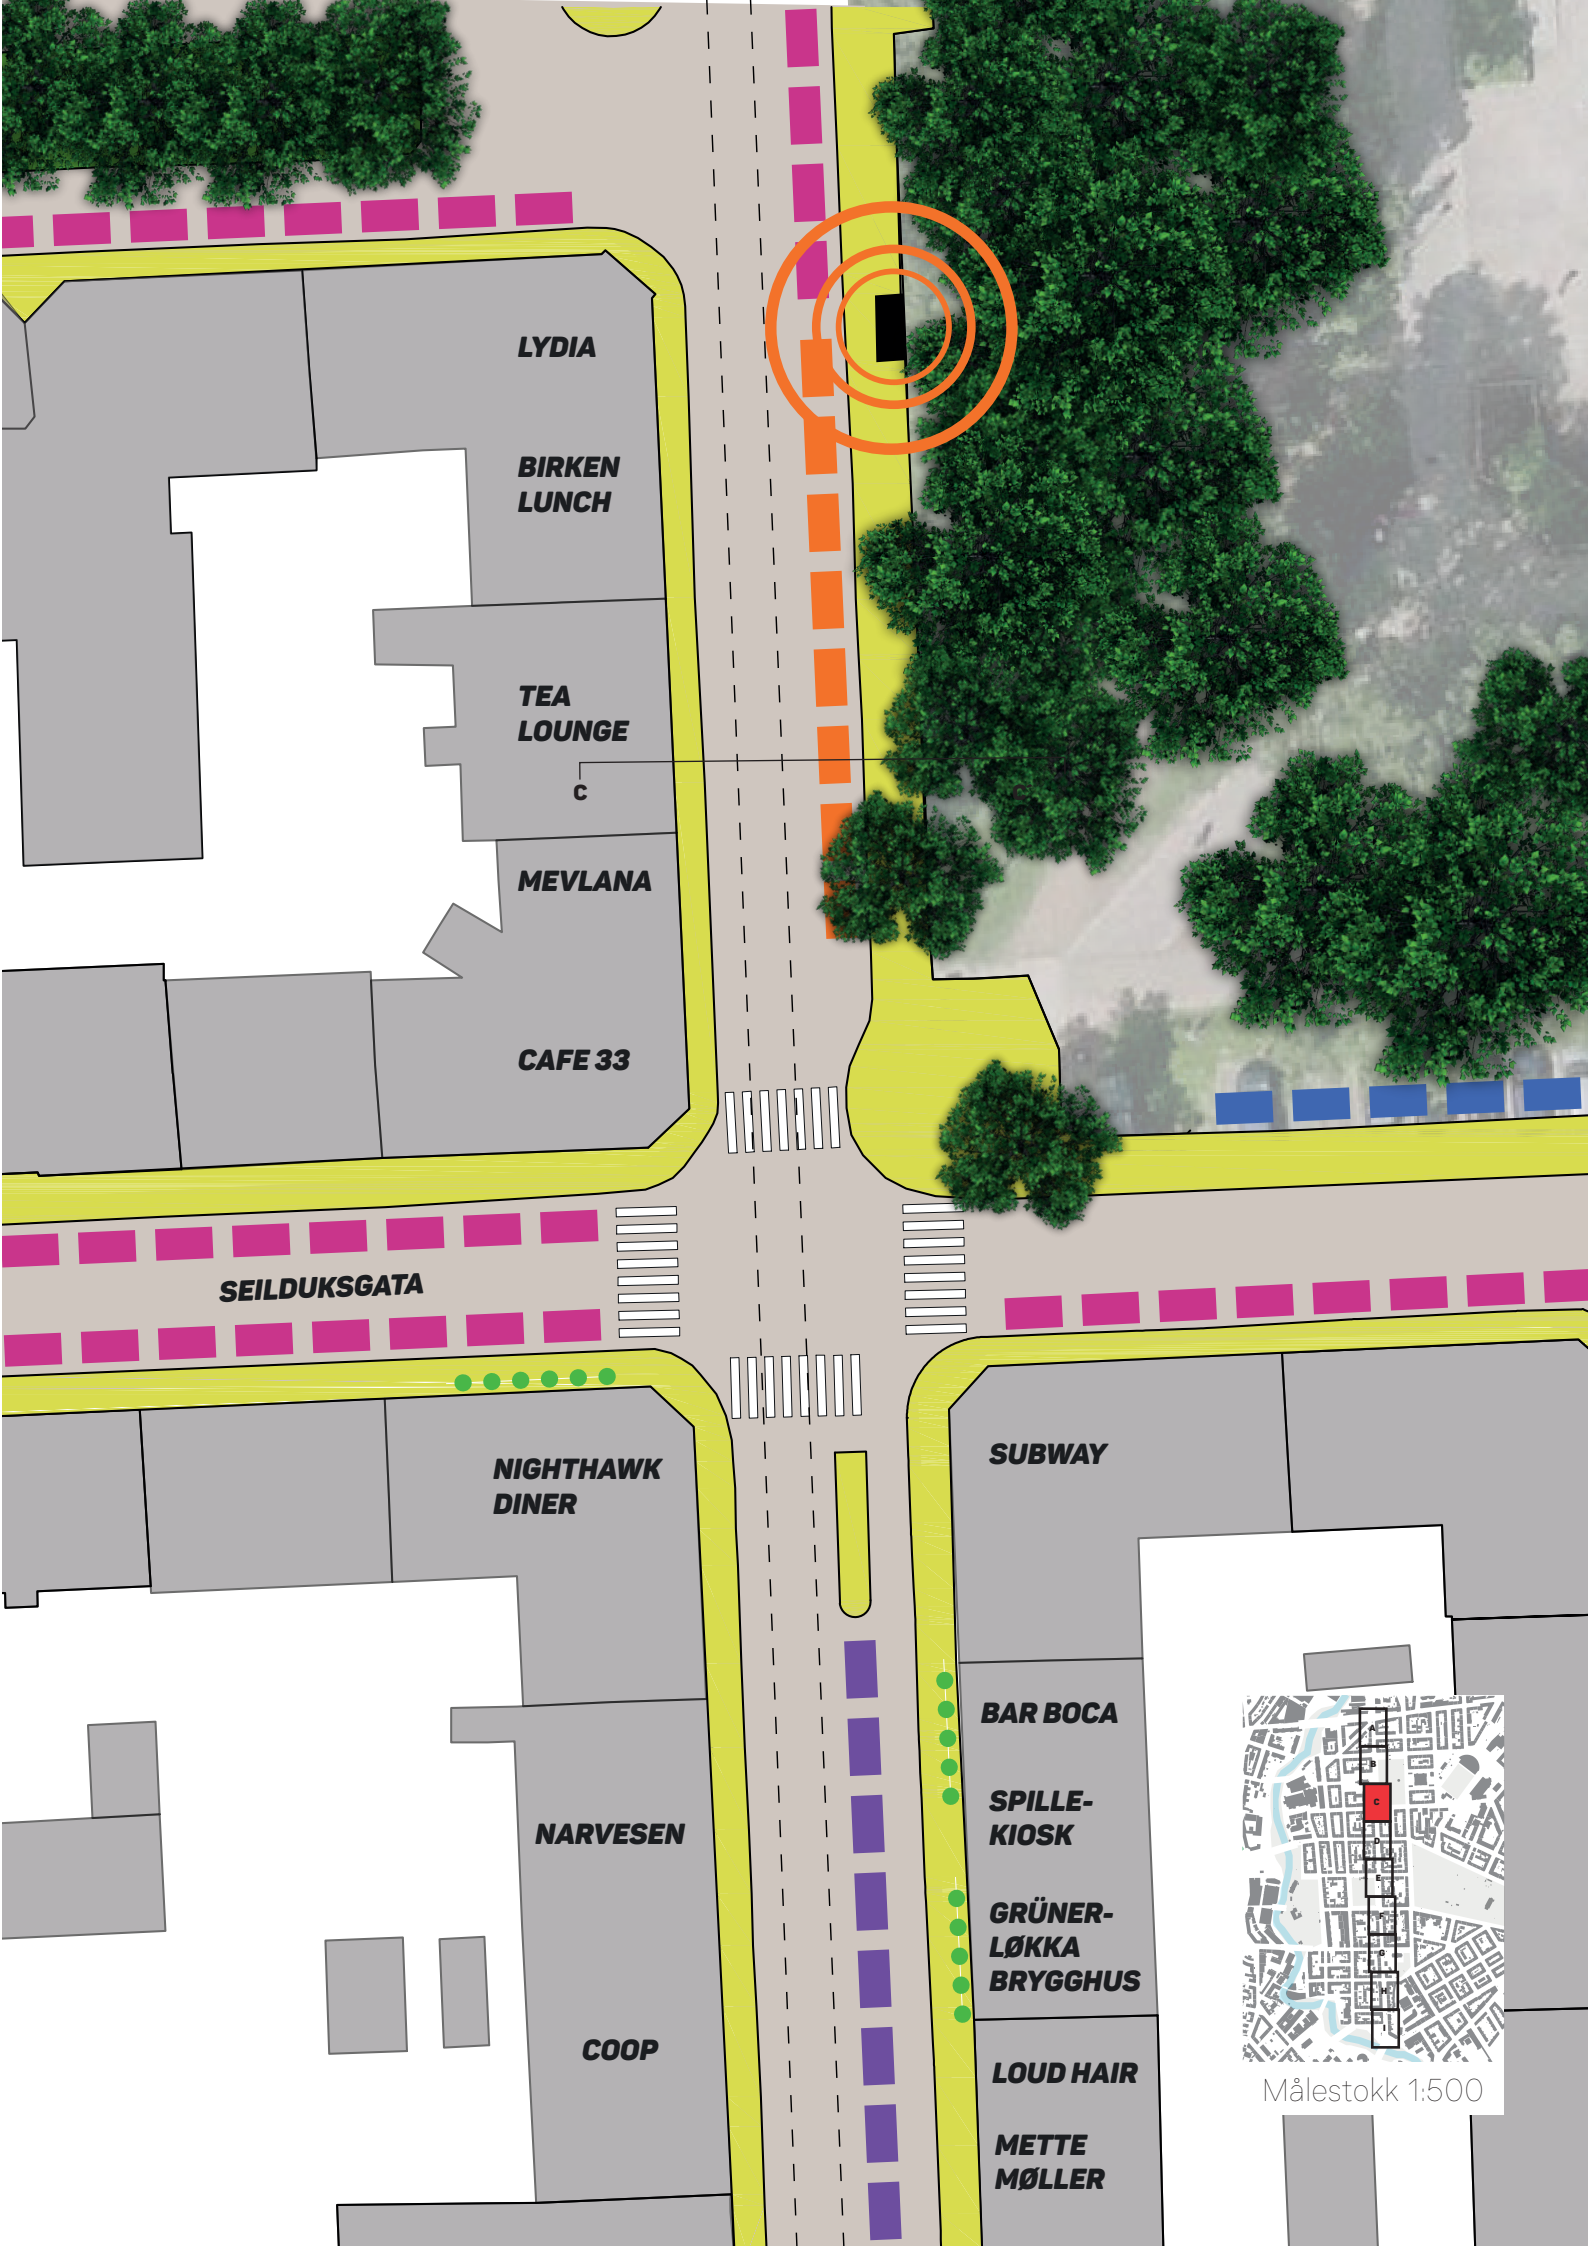 LYDIA
BIRKEN
LUNCH
TEA
LOUNGE
C
MEVLANA
CAFE 33
SEILDUKSGATA
NIGHTHAWK
DINER
SUBWAY
BAR BOCA
SPILLE-
KIOSK
NARVESEN
GRÜNER-
LØKKA
BRYGGHUS
COOP
LOUD HAIR
METTE
MØLLER
A
B
C
D
E
F
G
H
I
Målestokk 1:500